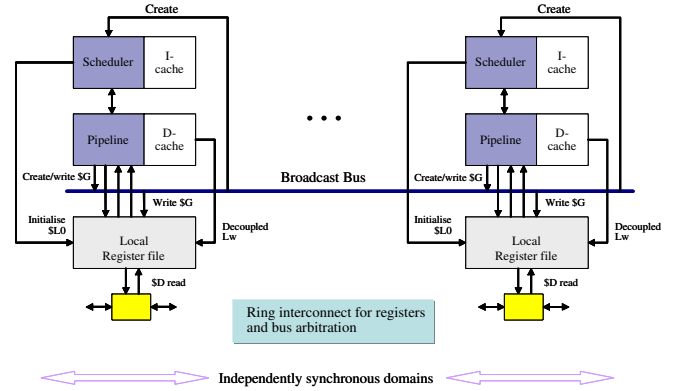 Create
Create
Scheduler
I-
cache
Scheduler
I-
cache
Pipeline
D-
cache
• • •
Pipeline
D-
cache
Create/write $G
Broadcast Bus
Create/write $G
Write $G
Write $G
Initialise
$L0
Decoupled
Lw
Initialise
$L0
Decoupled
Lw
Local
Register file
Local
Register file
$D read
$D read
Ring interconnect for registers
and bus arbitration
Independently synchronous domains